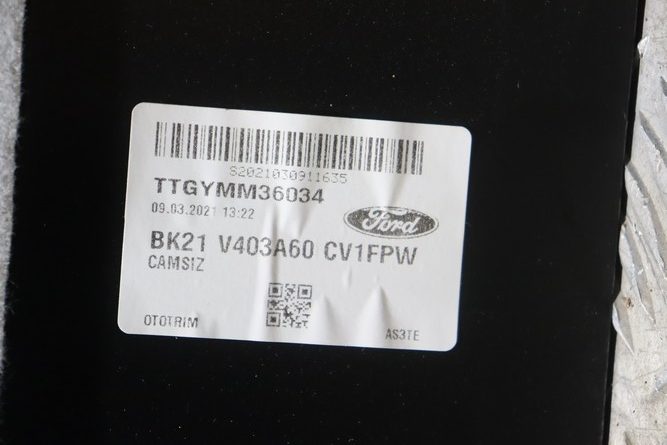 S2021030911635
TTGYMM36034
09.03.2021 13:22
Ford
BK21 V403A60 CV1FPW
CAMSIZ
OTOTRIM
AS3TE